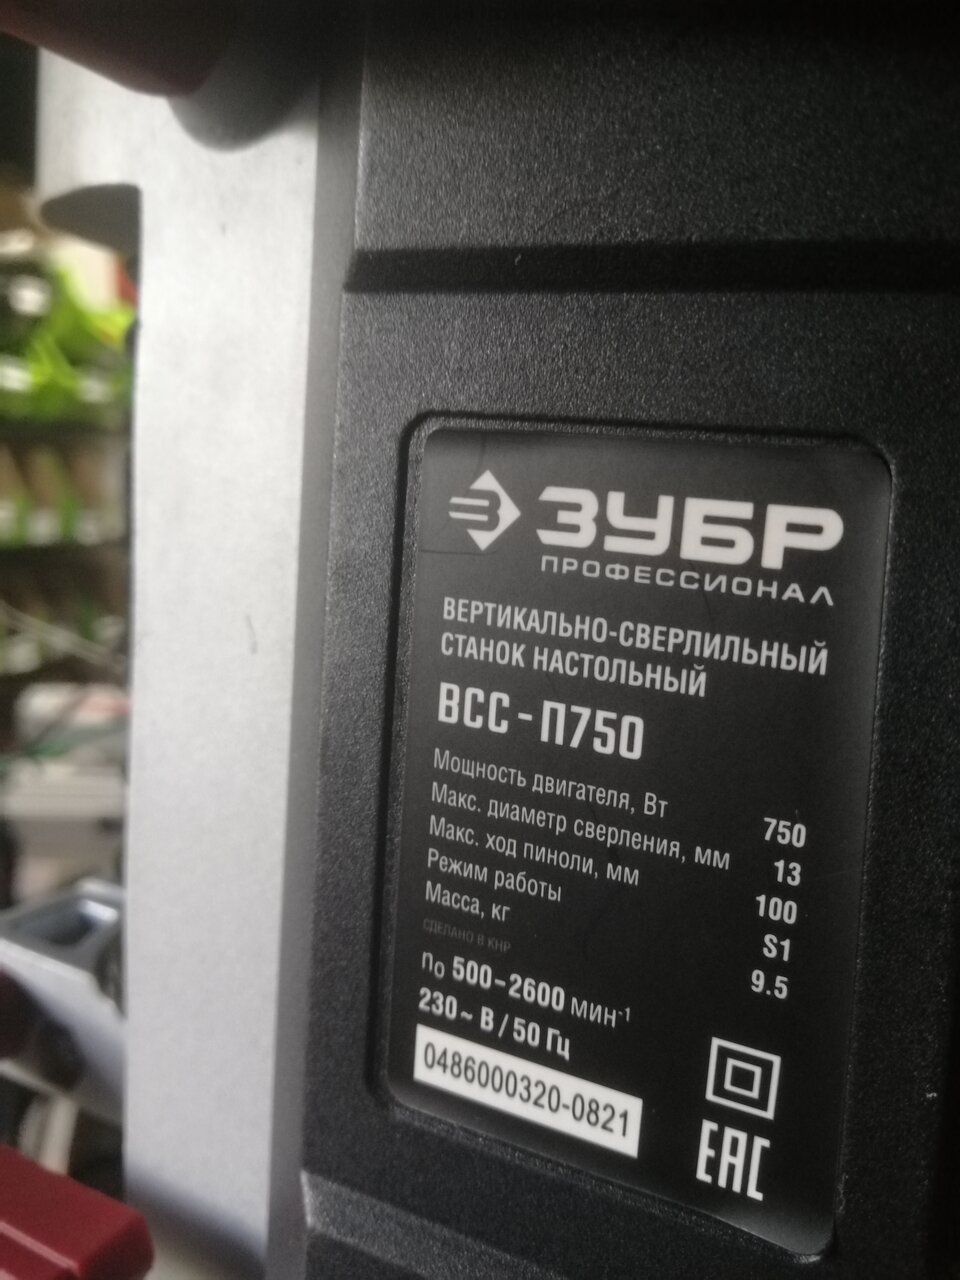 ЗУБР
ПРОФЕССИОНАЛ
ВЕРТИКАЛЬНО-СВЕРЛИЛЬНЫЙ
СТАНОК НАСТОЛЬНЫЙ
ВСС-П750
Мощность двигателя, Вт 750
Макс. диаметр сверления, мм 13
Макс. ход пиноли, мм 100
Режим работы S1
Масса, кг 9.5
СДЕЛАНО В КНР
n₀ 500-2600 мин⁻¹
230~ В / 50 Гц
0486000320-0821
EAC